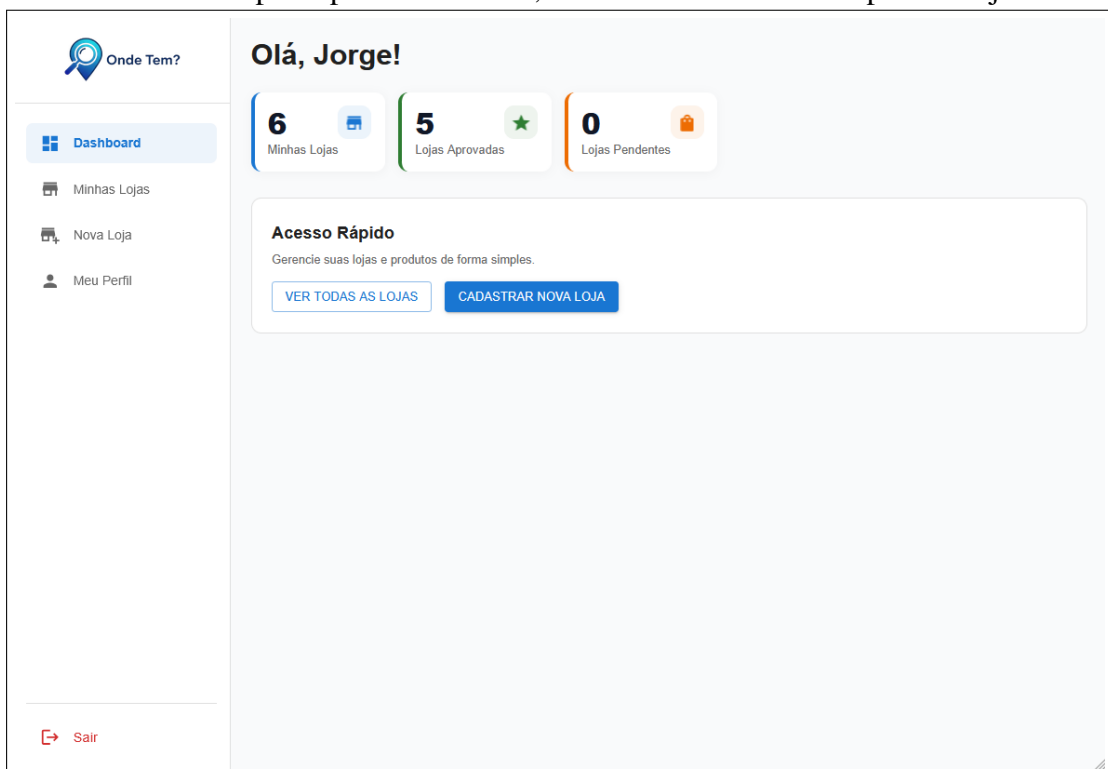 Onde Tem?
Dashboard
Minhas Lojas
Nova Loja
Meu Perfil
Sair
Olá, Jorge!
6
Minhas Lojas
5
Lojas Aprovadas
0
Lojas Pendentes
Acesso Rápido
Gerencie suas lojas e produtos de forma simples.
VER TODAS AS LOJAS
CADASTRAR NOVA LOJA